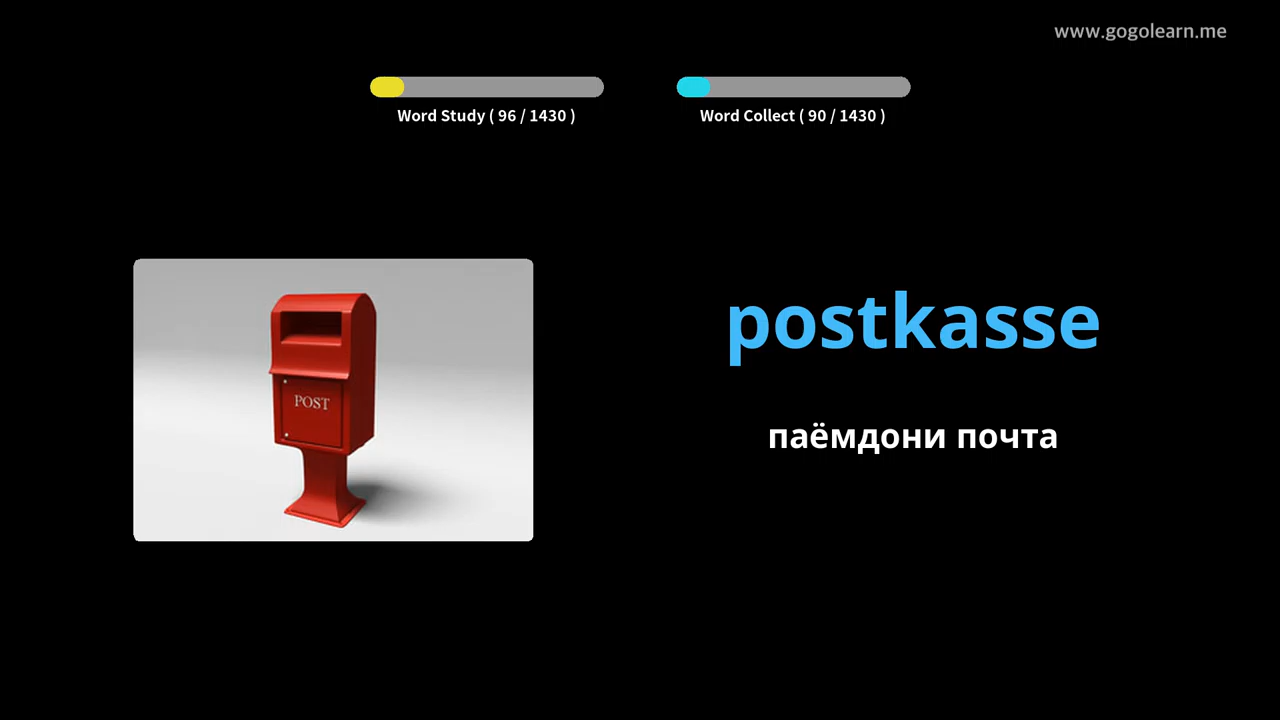 www.gogolearn.me
Word Study ( 96 / 1430 )
Word Collect ( 90 / 1430 )
POST
postkasse
паёмдони почта